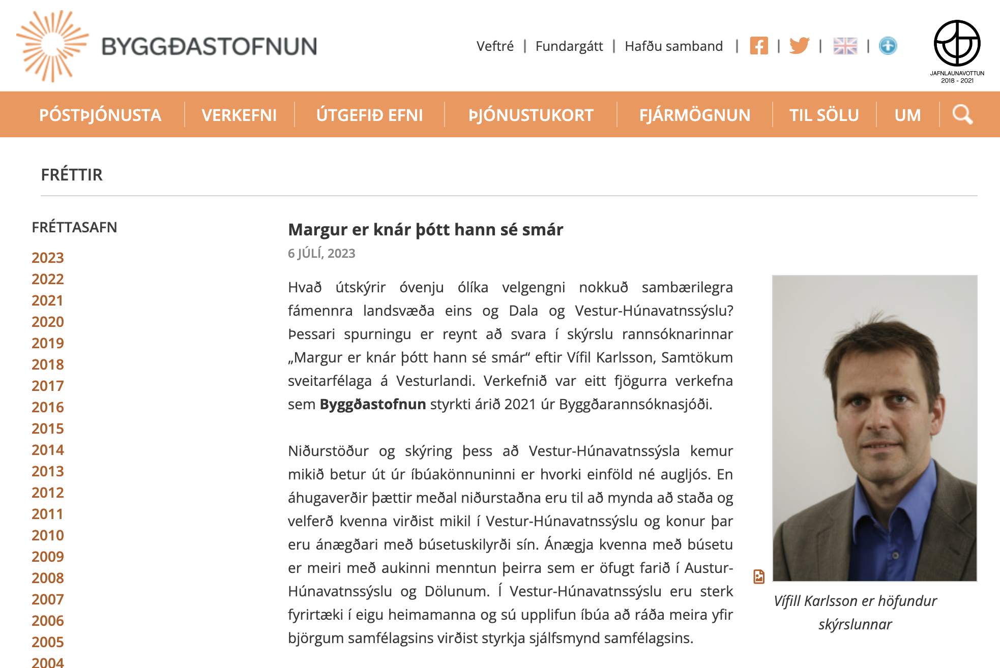 BYGGÐASTOFNUN
Veftré | Fundargátt | Hafðu samband | | | |
JAFNLAUNAVOTTUN
2018 - 2021
PÓSTÞJÓNUSTA VERKEFNI ÚTGEFIÐ EFNI ÞJÓNUSTUKORT FJÁRMÖGNUN TIL SÖLU UM
FRÉTTIR
FRÉTTASAFN
2023
2022
2021
2020
2019
2018
2017
2016
2015
2014
2013
2012
2011
2010
2009
2008
2007
2006
2005
2004
Margur er knár þótt hann sé smár
6 JÚLÍ, 2023
Hvað útskýrir óvenju ólíka velgengni nokkuð sambærilegra
fámennra landsvæða eins og Dala og Vestur-Húnavatnssýslu?
Þessari spurningu er reynt að svara í skýrslu rannsóknarinnar
„Margur er knár þótt hann sé smár“ eftir Vífil Karlsson, Samtökum
sveitarfélaga á Vesturlandi. Verkefnið var eitt fjögurra verkefna
sem Byggðastofnun styrkti árið 2021 úr Byggðarannsóknasjóði.
Niðurstöður og skýring þess að Vestur-Húnavatnssýsla kemur
mikið betur út úr íbúakönnuninni er hvorki einföld né augljós. En
áhugaverðir þættir meðal niðurstaðna eru til að mynda að staða og
velferð kvenna virðist mikil í Vestur-Húnavatnssýslu og konur þar
eru ánægðari með búsetuskilyrði sín. Ánægja kvenna með búsetu
er meiri með aukinni menntun þeirra sem er öfugt farið í Austur-
Húnavatnssýslu og Dölunum. Í Vestur-Húnavatnssýslu eru sterk
fyrirtæki í eigu heimamanna og sú upplifun íbúa að ráða meira yfir
björgum samfélagsins virðist styrkja sjálfsmynd samfélagsins.
Vífill Karlsson er höfundur
skýrslunnar